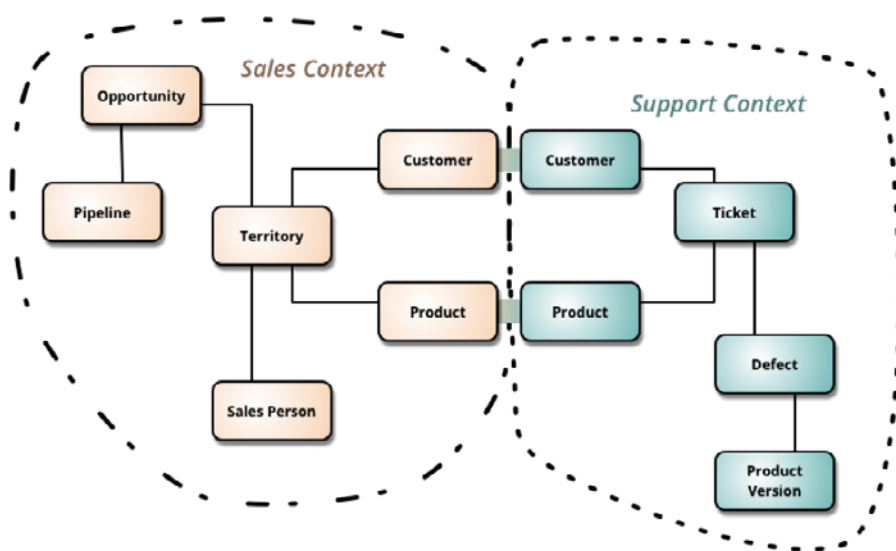 Sales Context
Support Context
Opportunity
Pipeline
Territory
Sales Person
Customer
Product
Customer
Product
Ticket
Defect
Product
Version